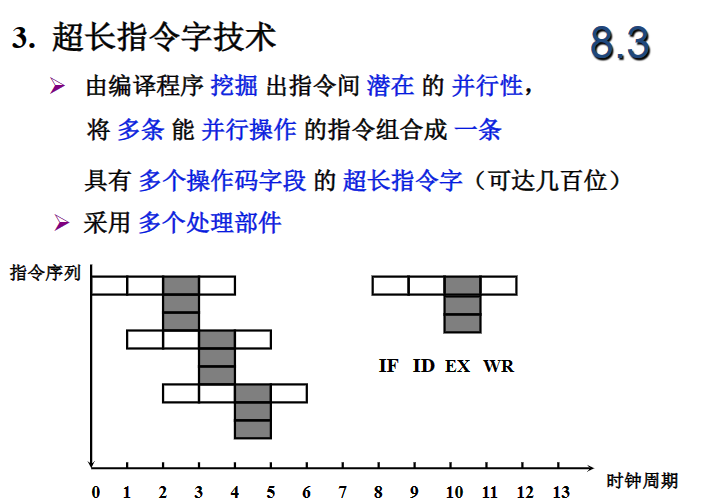 3. 超长指令字技术
8.3
➢ 由编译程序 挖掘 出指令间 潜在 的 并行性，
将 多条 能 并行操作 的指令组合成 一条
具有 多个操作码字段 的 超长指令字（可达几百位）
➢ 采用 多个处理部件
指令序列
IF ID EX WR
0 1 2 3 4 5 6 7 8 9 10 11 12 13
时钟周期